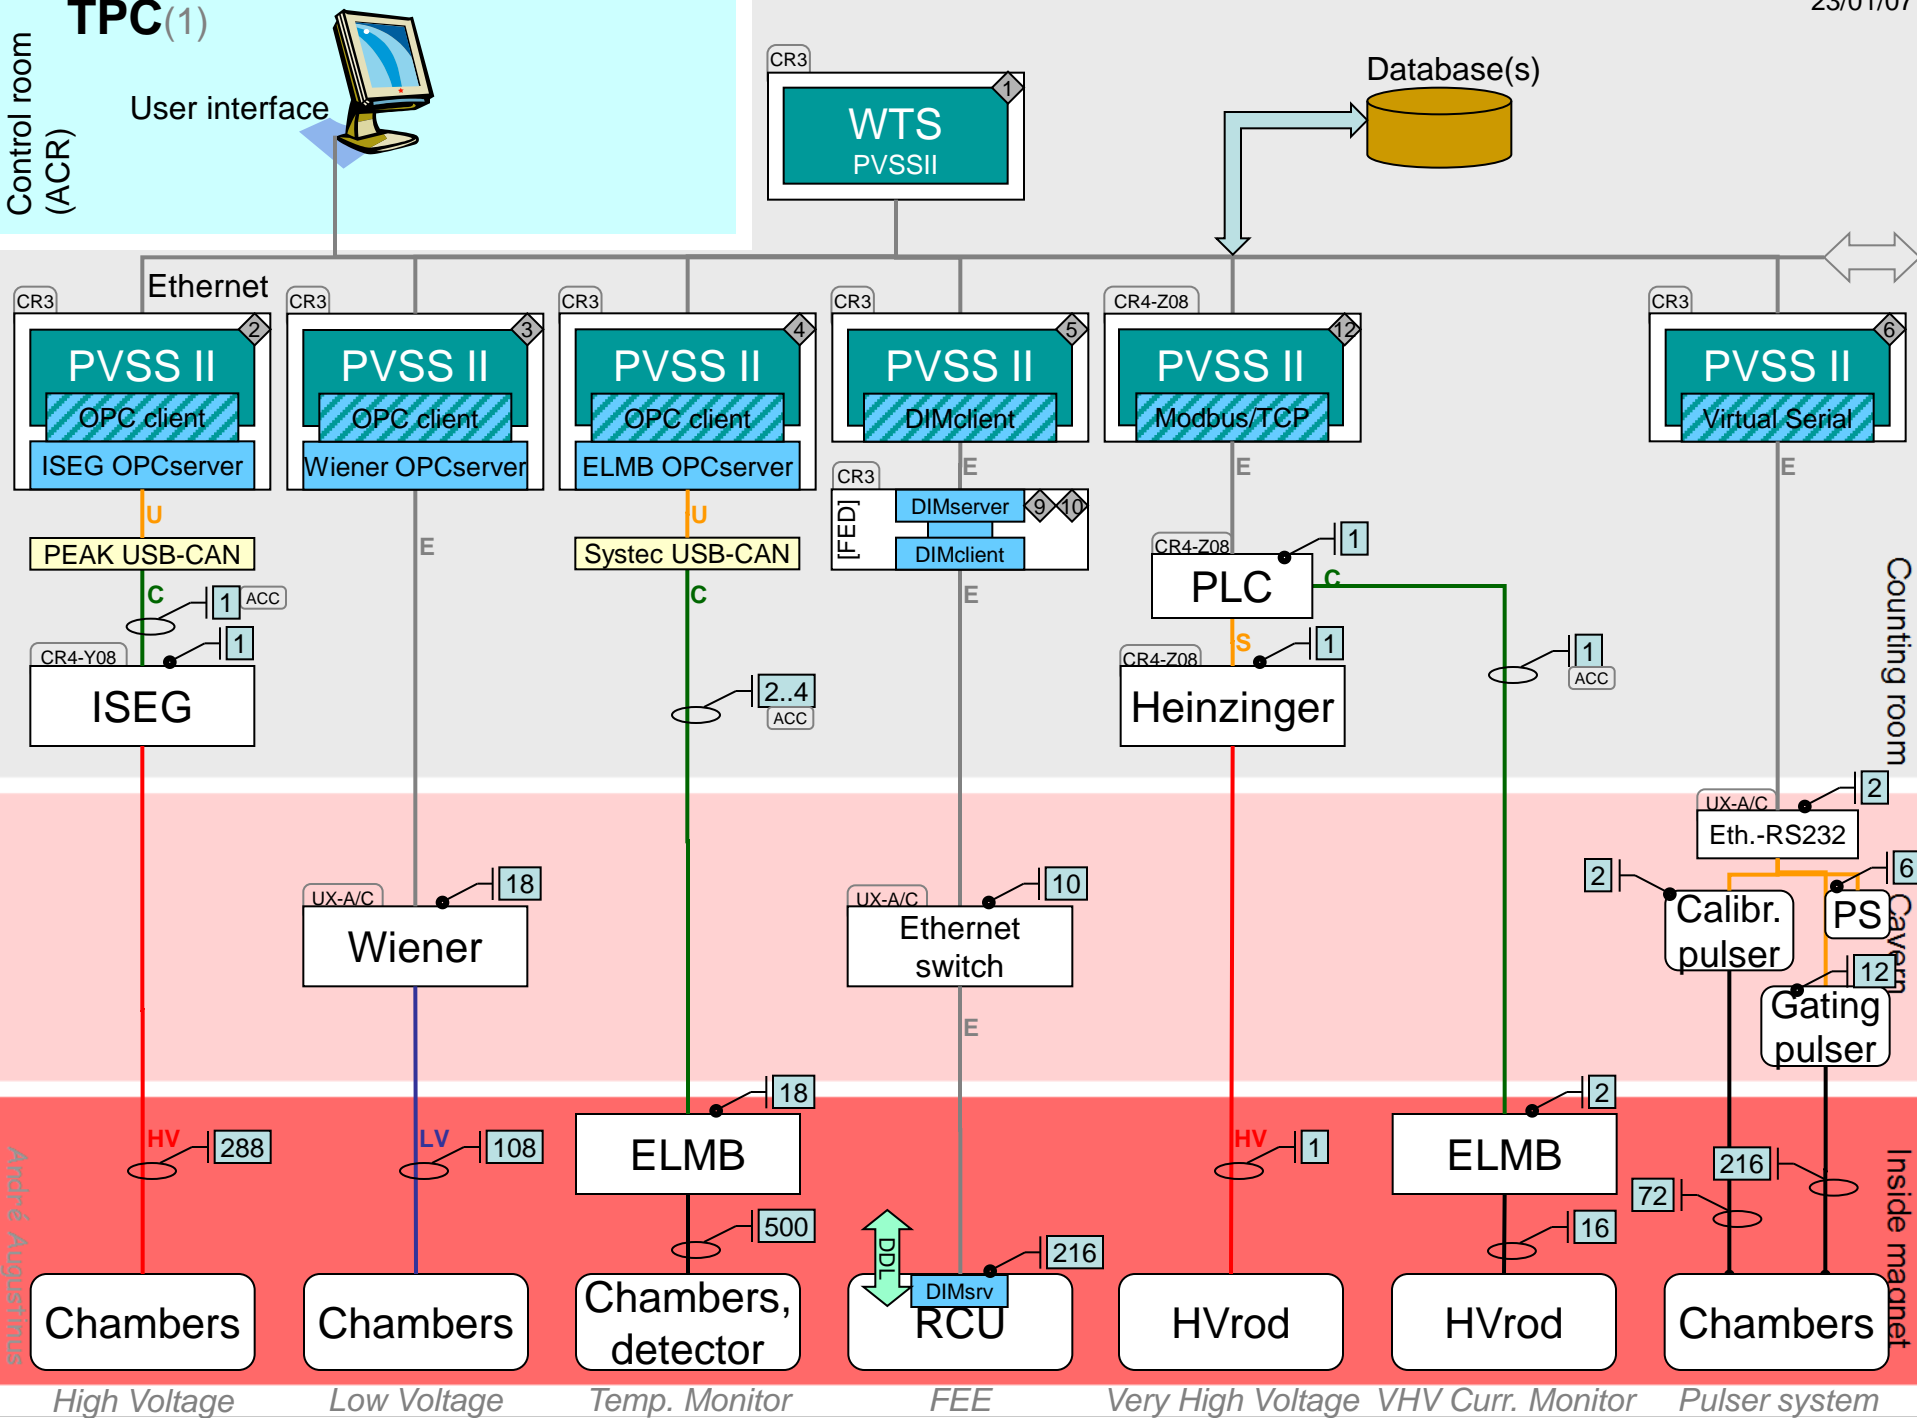 TPC(1)
23/01/07
Control room
(ACR)
User interface
CR3
1
WTS
PVSSII
Database(s)
Ethernet
CR3
CR3
CR3
CR3
CR4-Z08
CR3
2
3
4
5
12
6
PVSS II
PVSS II
PVSS II
PVSS II
PVSS II
PVSS II
OPC client
OPC client
OPC client
DIMclient
Modbus/TCP
Virtual Serial
ISEG OPCserver
Wiener OPCserver
ELMB OPCserver
E
E
E
CR3
[FED]
DIMserver
9
10
DIMclient
U
U
E
PEAK USB-CAN
Systec USB-CAN
CR4-Z08
1
PLC
C
C
1
ACC
C
E
Counting room
CR4-Y08
1
ISEG
S
1
CR4-Z08
Heinzinger
1
ACC
2..4
ACC
UX-A/C
2
Eth.-RS232
UX-A/C
18
Wiener
UX-A/C
10
Ethernet
switch
2
6
Calibr.
pulser
PS
Cavern
12
Gating
pulser
E
18
2
HV
288
LV
108
ELMB
HV
1
ELMB
216
72
500
16
DDL
216
Inside magnet
André Augustinus
Chambers
Chambers
Chambers,
detector
DIMsrv
RCU
HVrod
HVrod
Chambers
High Voltage
Low Voltage
Temp. Monitor
FEE
Very High Voltage
VHV Curr. Monitor
Pulser system